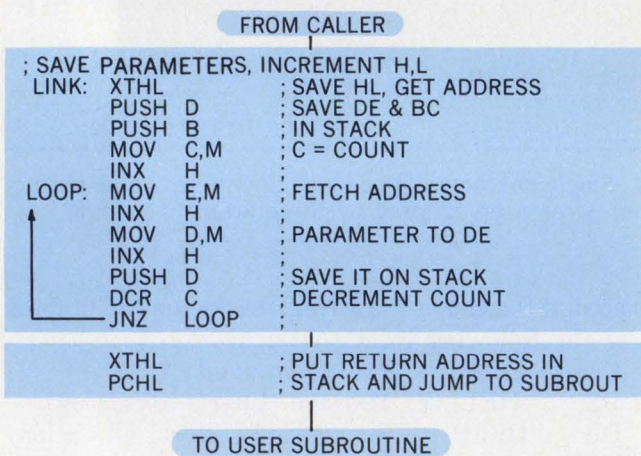 FROM CALLER
; SAVE PARAMETERS, INCREMENT H,L
LINK: XTHL ; SAVE HL, GET ADDRESS
PUSH D ; SAVE DE & BC
PUSH B ; IN STACK
MOV C,M ; C = COUNT
INX H ;
LOOP: MOV E,M ; FETCH ADDRESS
INX H ;
MOV D,M ; PARAMETER TO DE
INX H ;
PUSH D ; SAVE IT ON STACK
DCR C ; DECREMENT COUNT
JNZ LOOP ;
XTHL ; PUT RETURN ADDRESS IN
PCHL ; STACK AND JUMP TO SUBROUT
TO USER SUBROUTINE